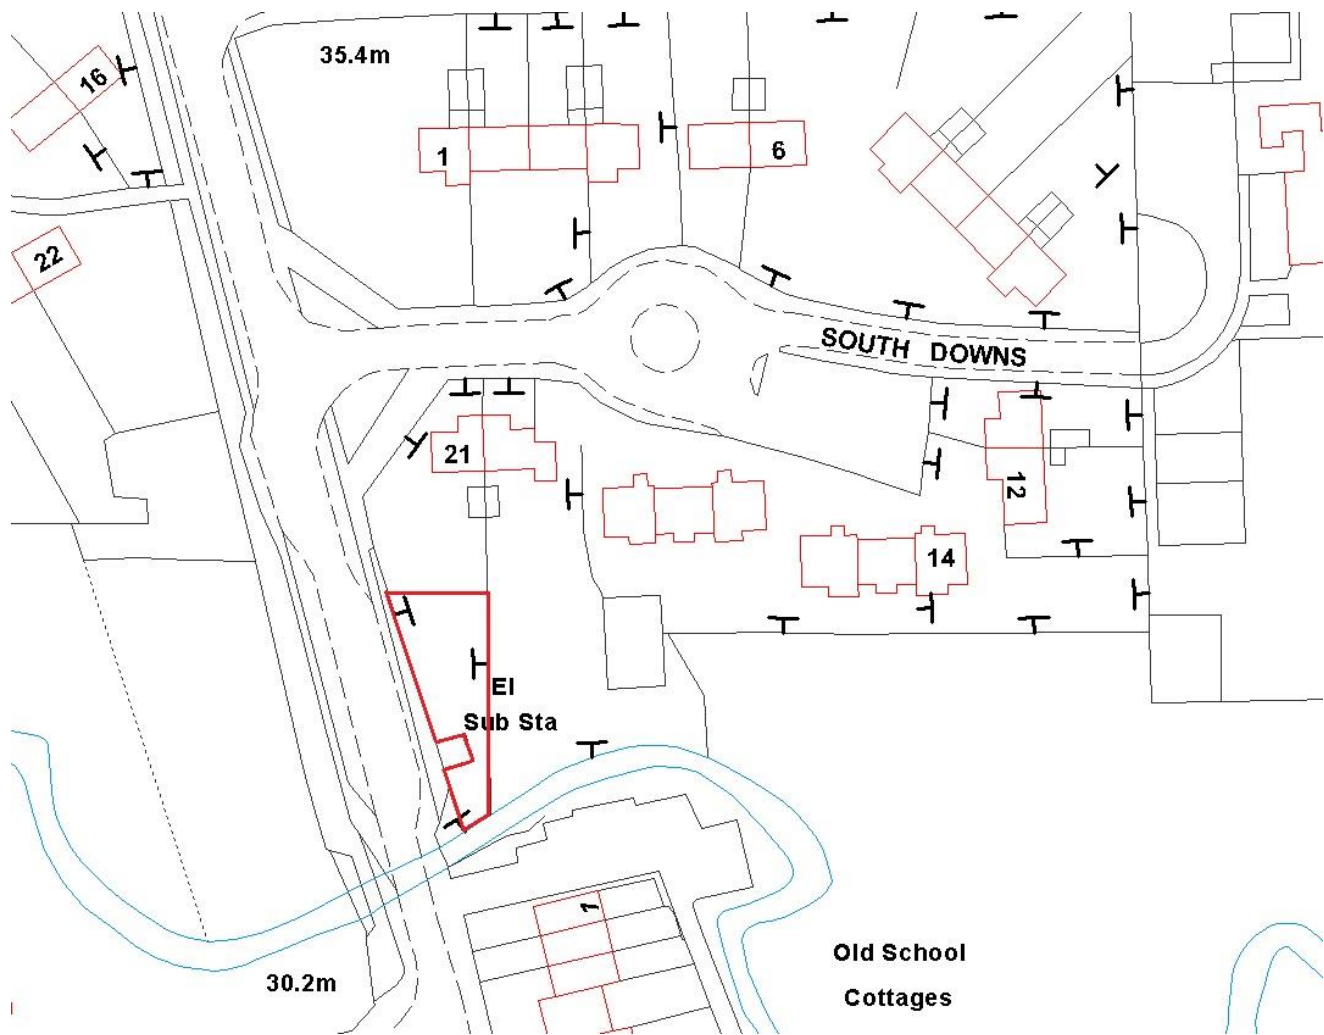 35.4m
16
1
6
22
SOUTH DOWNS
21
12
14
El
Sub Sta
1
Old School
Cottages
30.2m